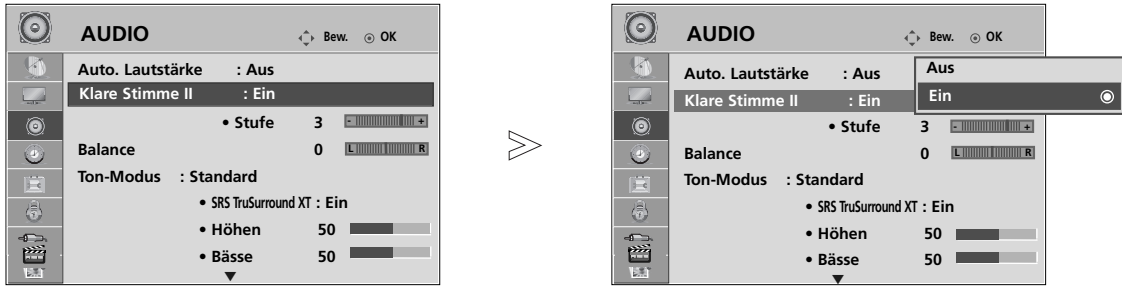 AUDIO Bew. OK
Auto. Lautstärke : Aus
Klare Stimme II : Ein
• Stufe 3 - +
Balance 0 L R
Ton-Modus : Standard
• SRS TruSurround XT : Ein
• Höhen 50
• Bässe 50
AUDIO Bew. OK
Auto. Lautstärke : Aus
Klare Stimme II : Ein
• Stufe 3 - +
Balance 0 L R
Ton-Modus : Standard
• SRS TruSurround XT : Ein
• Höhen 50
• Bässe 50
Aus
Ein